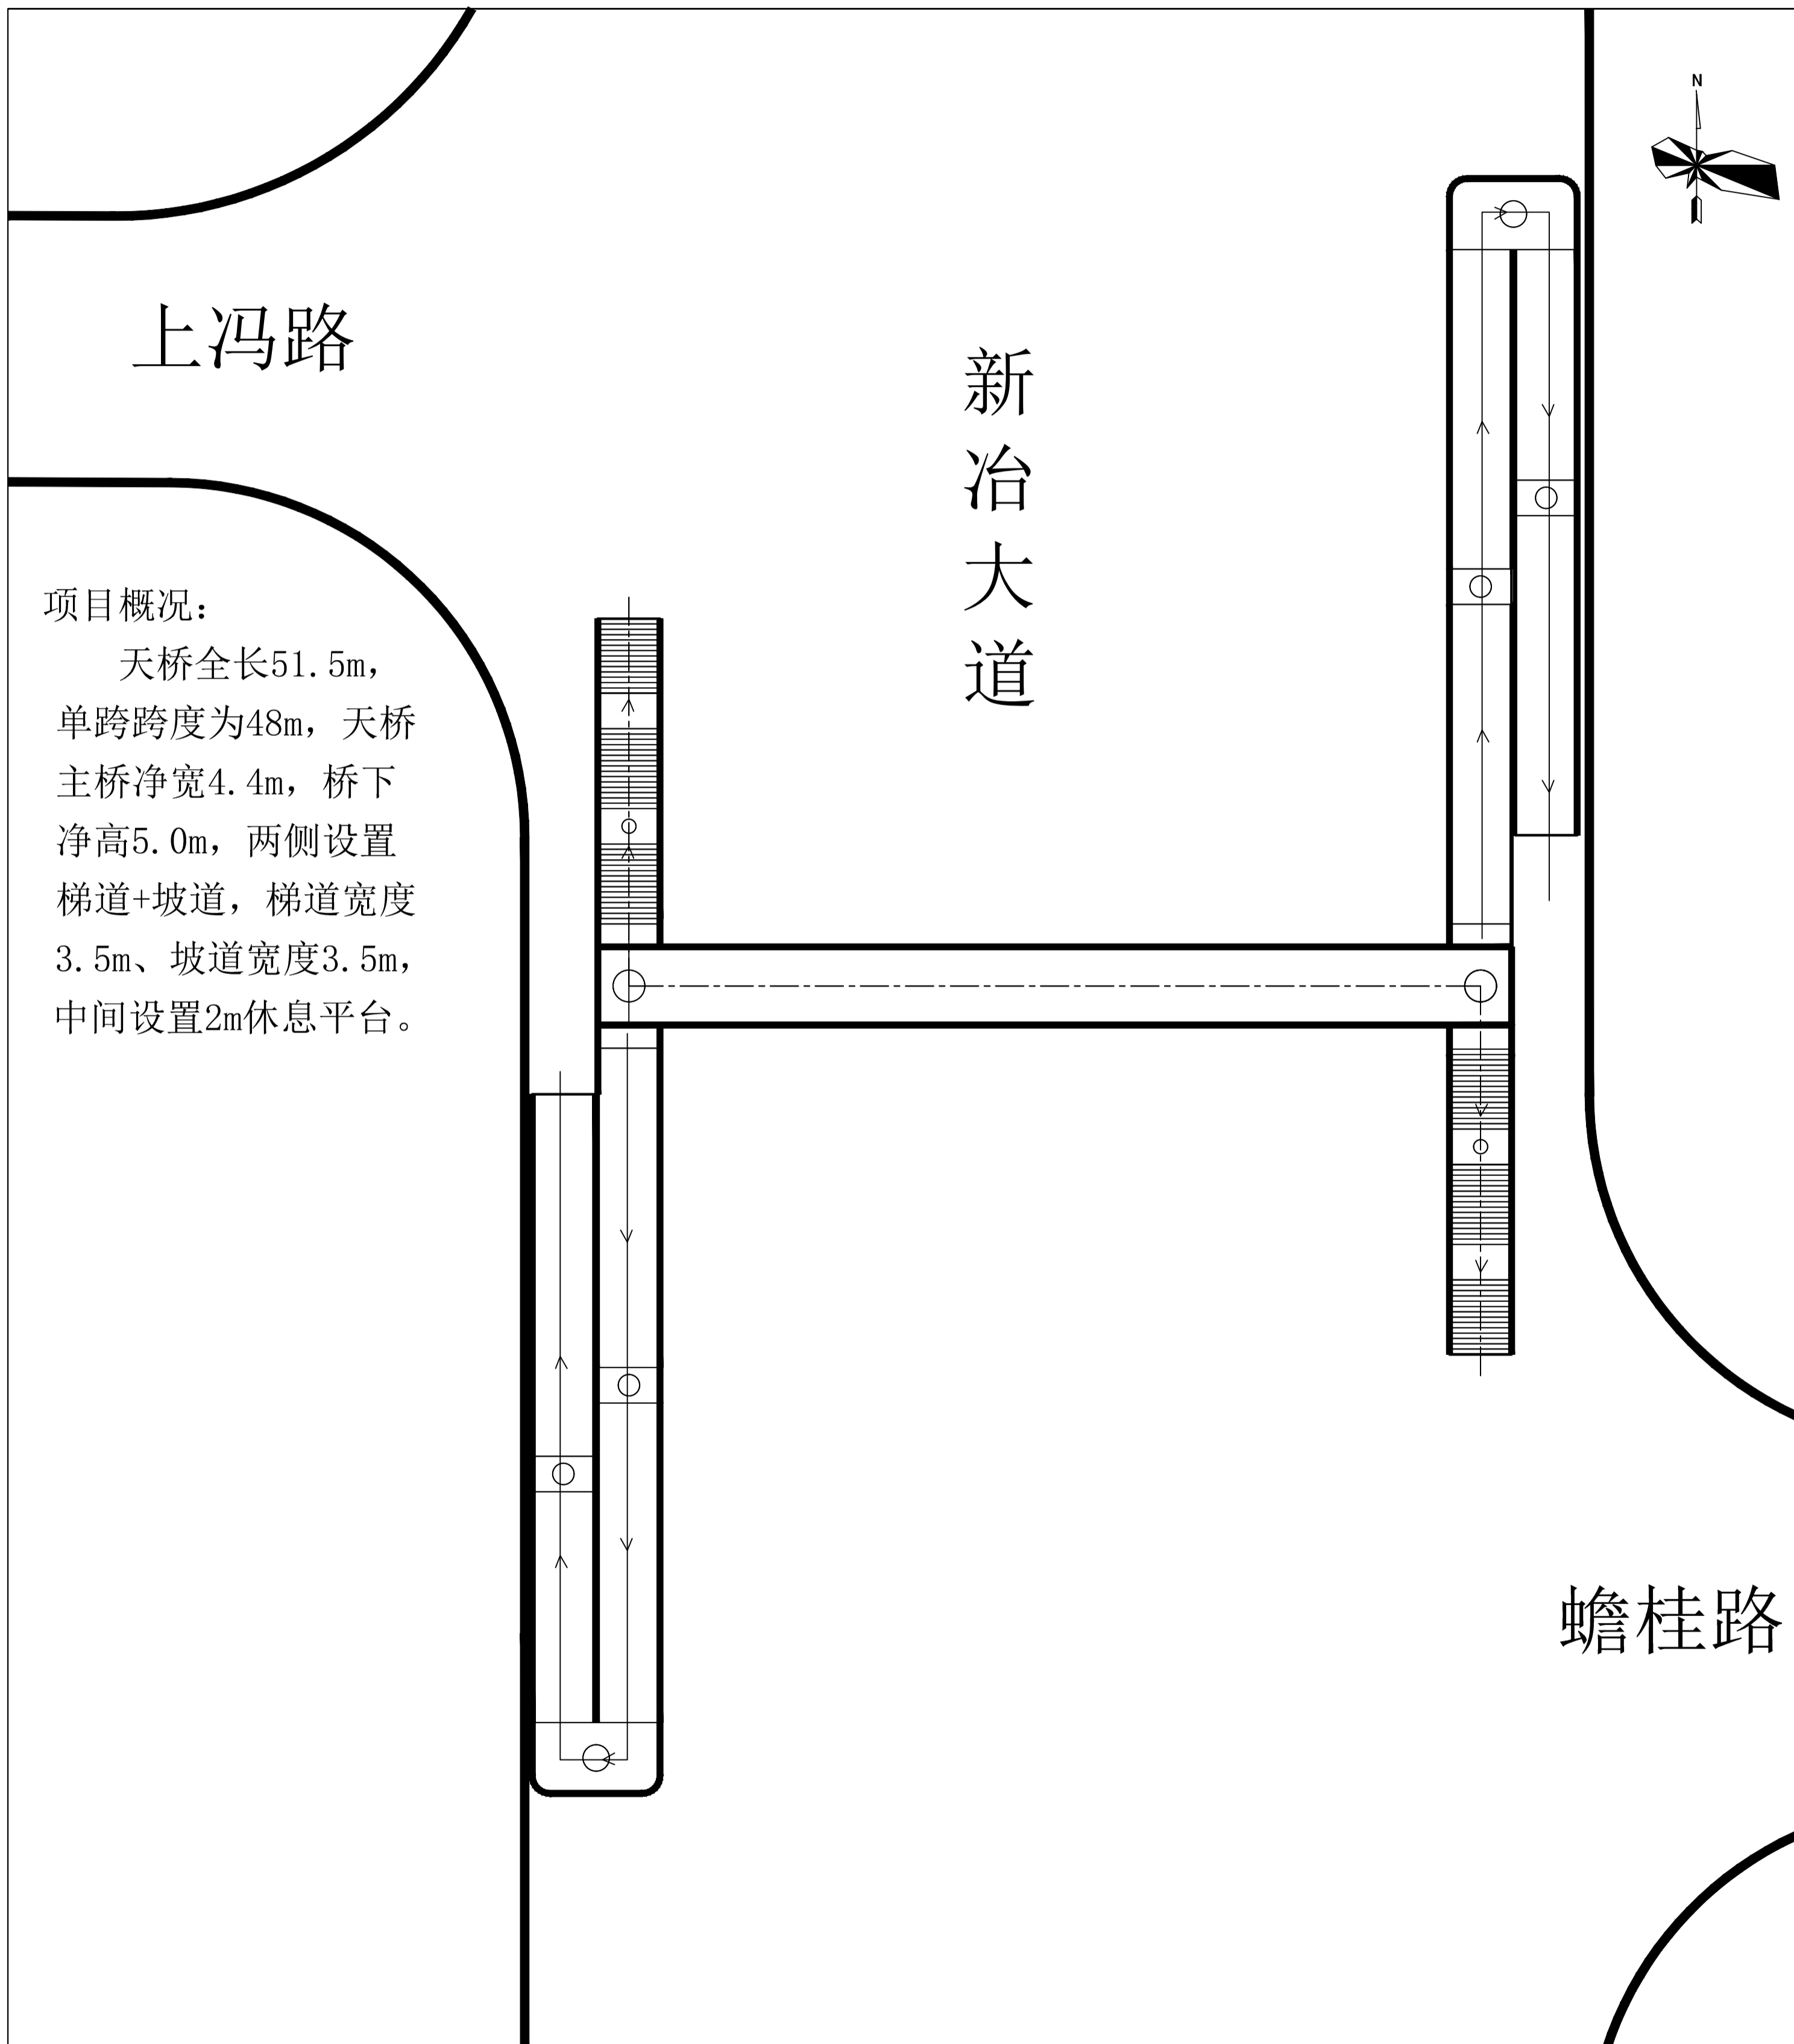 N
上冯路
新冶大道
项目概况：
天桥全长51.5m，
单跨跨度为48m，天桥
主桥净宽4.4m，桥下
净高5.0m，两侧设置
梯道+坡道，梯道宽度
3.5m、坡道宽度3.5m，
中间设置2m休息平台。
蟾桂路